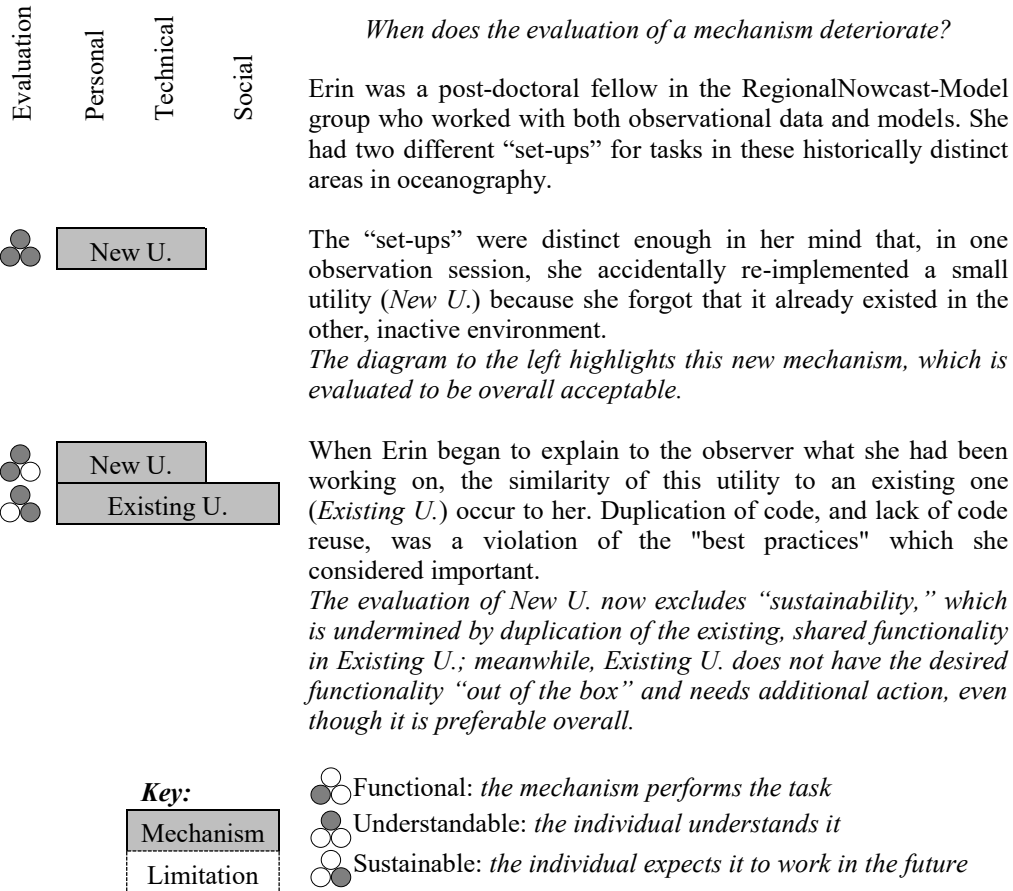 Evaluation
Personal
Technical
Social
When does the evaluation of a mechanism deteriorate?
Erin was a post-doctoral fellow in the RegionalNowcast-Model
group who worked with both observational data and models. She
had two different “set-ups” for tasks in these historically distinct
areas in oceanography.
New U.
The “set-ups” were distinct enough in her mind that, in one
observation session, she accidentally re-implemented a small
utility (New U.) because she forgot that it already existed in the
other, inactive environment.
The diagram to the left highlights this new mechanism, which is
evaluated to be overall acceptable.
New U.
Existing U.
When Erin began to explain to the observer what she had been
working on, the similarity of this utility to an existing one
(Existing U.) occur to her. Duplication of code, and lack of code
reuse, was a violation of the "best practices" which she
considered important.
The evaluation of New U. now excludes “sustainability,” which
is undermined by duplication of the existing, shared functionality
in Existing U.; meanwhile, Existing U. does not have the desired
functionality “out of the box” and needs additional action, even
though it is preferable overall.
Key:
Mechanism
Limitation
Functional: the mechanism performs the task
Understandable: the individual understands it
Sustainable: the individual expects it to work in the future